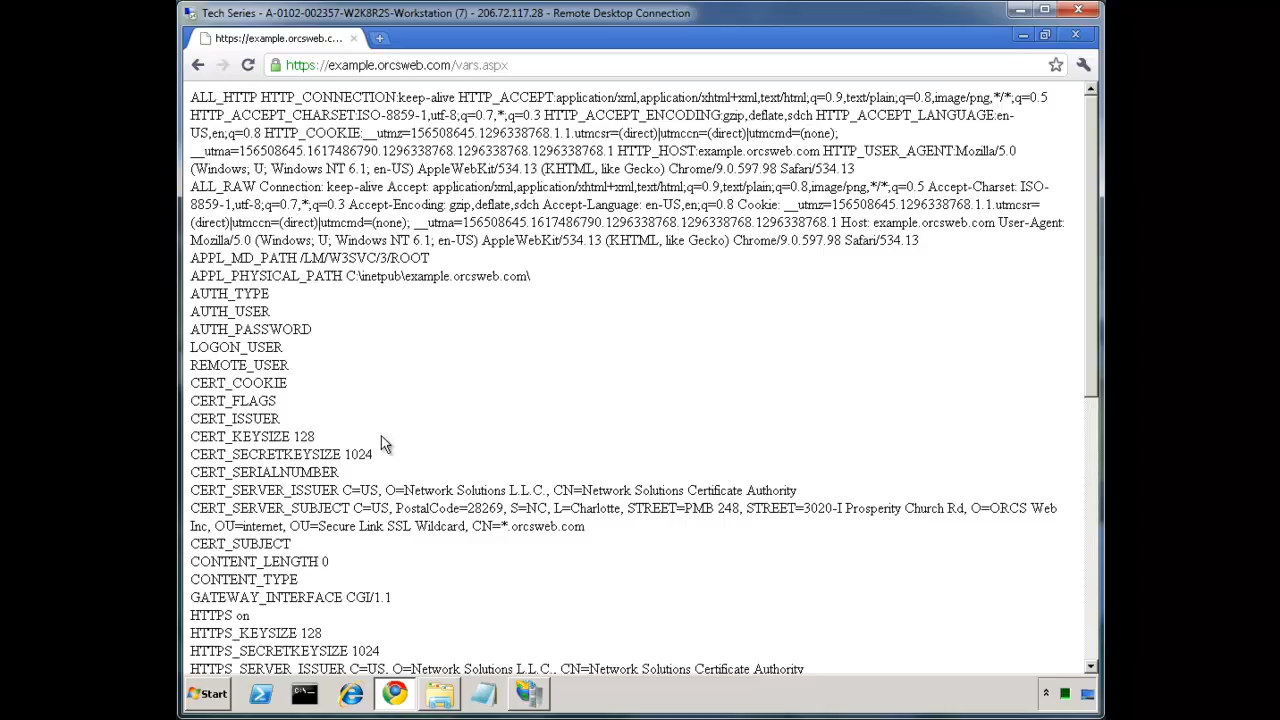 Tech Series - A-0102-002357-W2K8R2S-Workstation (7) - 206.72.117.28 - Remote Desktop Connection
https://example.orcsweb.c...
https://example.orcsweb.com/vars.aspx
ALL_HTTP HTTP_CONNECTION:keep-alive HTTP_ACCEPT:application/xml,application/xhtml+xml,text/html;q=0.9,text/plain;q=0.8,image/png,*/*;q=0.5
HTTP_ACCEPT_CHARSET:ISO-8859-1,utf-8;q=0.7,*;q=0.3 HTTP_ACCEPT_ENCODING:gzip,deflate,sdch HTTP_ACCEPT_LANGUAGE:en-
US,en;q=0.8 HTTP_COOKIE:__utmz=156508645.1296338768.1.1.utmcsr=(direct)|utmccn=(direct)|utmcmd=(none);
__utma=156508645.1617486790.1296338768.1296338768.1296338768.1 HTTP_HOST:example.orcsweb.com HTTP_USER_AGENT:Mozilla/5.0
(Windows; U; Windows NT 6.1; en-US) AppleWebKit/534.13 (KHTML, like Gecko) Chrome/9.0.597.98 Safari/534.13
ALL_RAW Connection: keep-alive Accept: application/xml,application/xhtml+xml,text/html;q=0.9,text/plain;q=0.8,image/png,*/*;q=0.5 Accept-Charset: ISO-
8859-1,utf-8;q=0.7,*;q=0.3 Accept-Encoding: gzip,deflate,sdch Accept-Language: en-US,en;q=0.8 Cookie: __utmz=156508645.1296338768.1.1.utmcsr=
(direct)|utmccn=(direct)|utmcmd=(none); __utma=156508645.1617486790.1296338768.1296338768.1296338768.1 Host: example.orcsweb.com User-Agent:
Mozilla/5.0 (Windows; U; Windows NT 6.1; en-US) AppleWebKit/534.13 (KHTML, like Gecko) Chrome/9.0.597.98 Safari/534.13
APPL_MD_PATH /LM/W3SVC/3/ROOT
APPL_PHYSICAL_PATH C:\inetpub\example.orcsweb.com\
AUTH_TYPE
AUTH_USER
AUTH_PASSWORD
LOGON_USER
REMOTE_USER
CERT_COOKIE
CERT_FLAGS
CERT_ISSUER
CERT_KEYSIZE 128
CERT_SECRETKEYSIZE 1024
CERT_SERIALNUMBER
CERT_SERVER_ISSUER C=US, O=Network Solutions L.L.C., CN=Network Solutions Certificate Authority
CERT_SERVER_SUBJECT C=US, PostalCode=28269, S=NC, L=Charlotte, STREET=PMB 248, STREET=3020-I Prosperity Church Rd, O=ORCS Web
Inc, OU=internet, OU=Secure Link SSL Wildcard, CN=*.orcsweb.com
CERT_SUBJECT
CONTENT_LENGTH 0
CONTENT_TYPE
GATEWAY_INTERFACE CGI/1.1
HTTPS on
HTTPS_KEYSIZE 128
HTTPS_SECRETKEYSIZE 1024
HTTPS_SERVER_ISSUER C=US, O=Network Solutions L.L.C., CN=Network Solutions Certificate Authority
Start